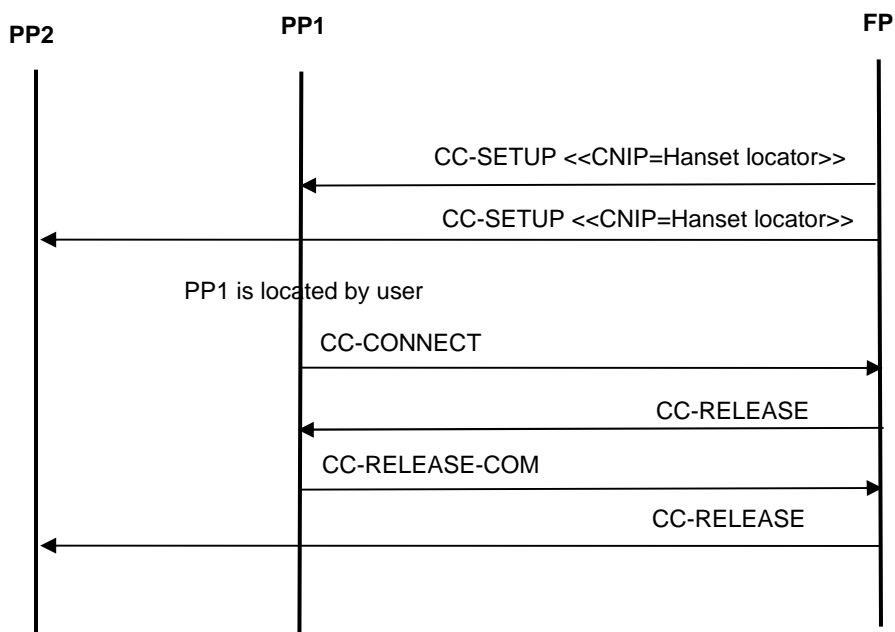 PP2
PP1
FP
CC-SETUP <<CNIP=Hanset locator>>
CC-SETUP <<CNIP=Hanset locator>>
PP1 is located by user
CC-CONNECT
CC-RELEASE
CC-RELEASE-COM
CC-RELEASE